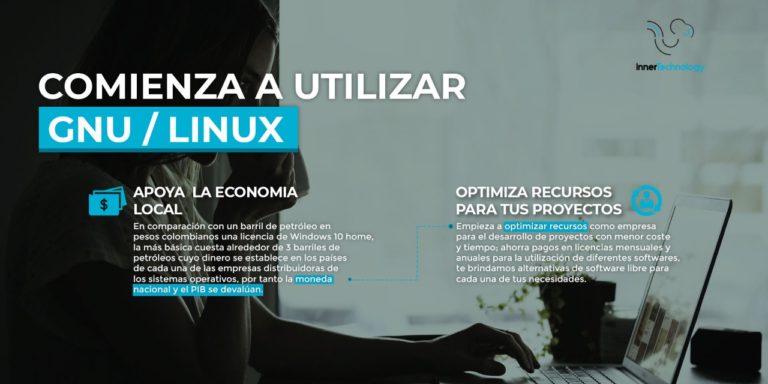 innerTechnology
COMIENZA A UTILIZAR
GNU / LINUX
APOYA LA ECONOMIA
LOCAL
En comparación con un barril de petróleo en
pesos colombianos una licencia de Windows 10 home,
la más básica cuesta alrededor de 3 barriles de
petróleos cuyo dinero se establece en los países
de cada una de las empresas distribuidoras de
los sistemas operativos, por tanto la moneda
nacional y el PIB se devalúan.
OPTIMIZA RECURSOS
PARA TUS PROYECTOS
Empieza a optimizar recursos como empresa
para el desarrollo de proyectos con menor coste
y tiempo; ahorra pagos en licencias mensuales y
anuales para la utilización de diferentes softwares,
te brindamos alternativas de software libre para
cada una de tus necesidades.